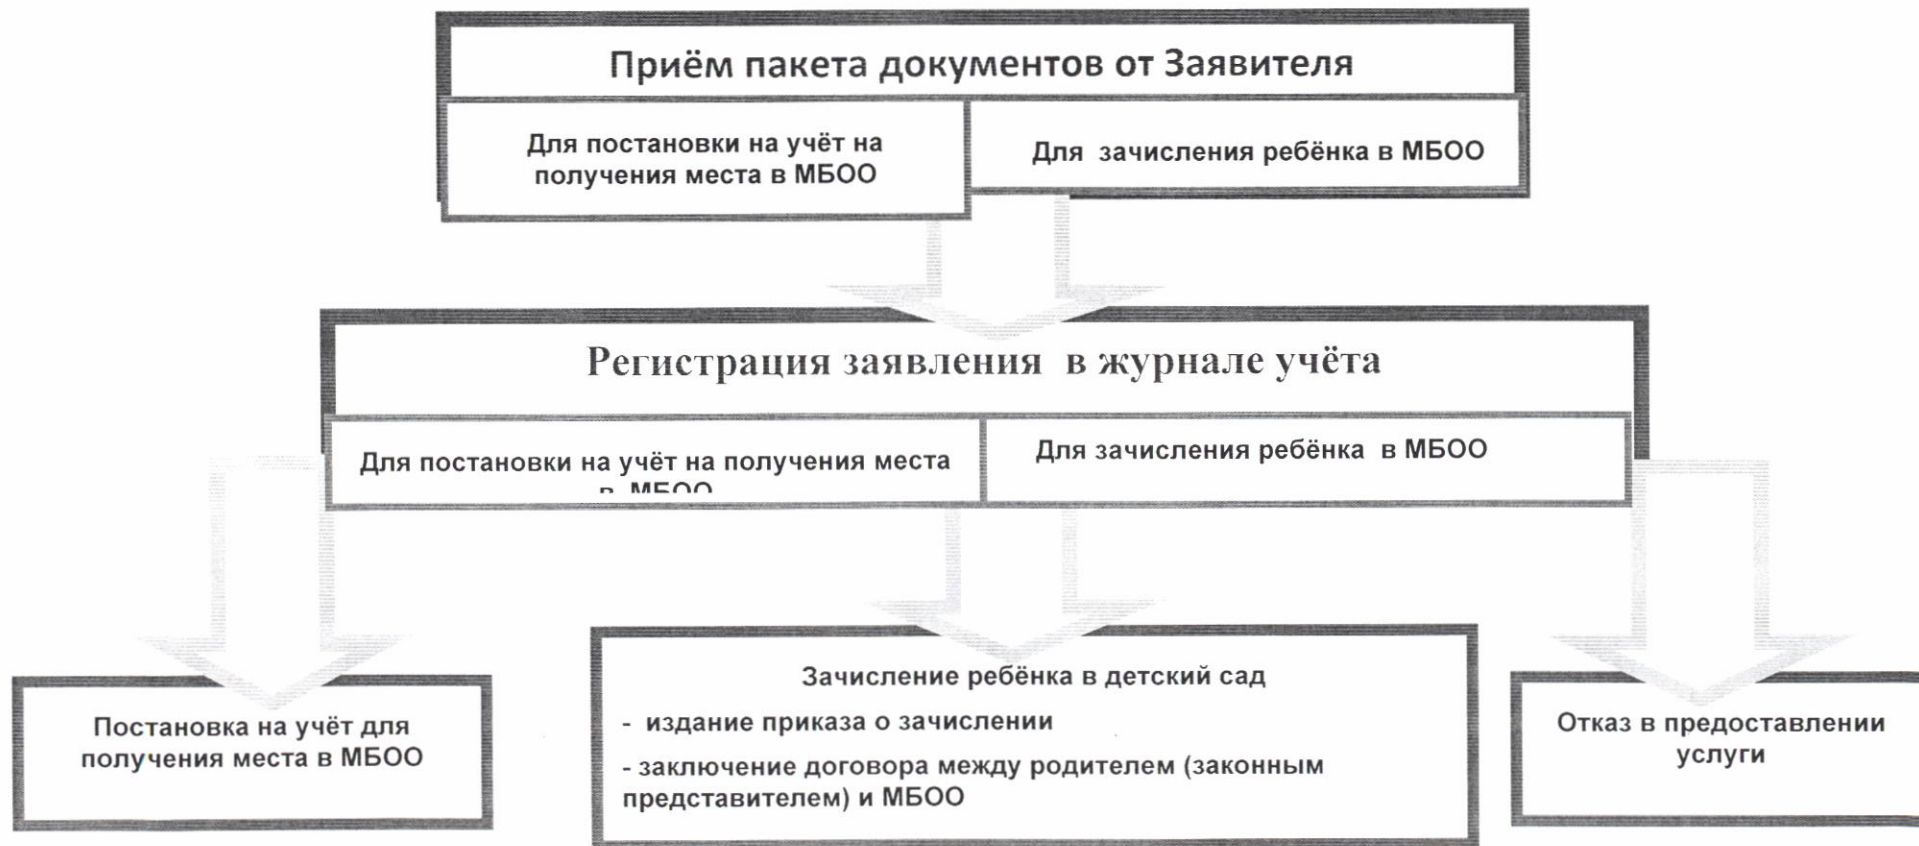 Приём пакета документов от Заявителя
Для постановки на учёт на
получения места в МБОО
Для зачисления ребёнка в МБОО
Регистрация заявления в журнале учёта
Для постановки на учёт на получения места
в МБОО
Для зачисления ребёнка в МБОО
Постановка на учёт для
получения места в МБОО
Зачисление ребёнка в детский сад
- издание приказа о зачислении
- заключение договора между родителем (законным
представителем) и МБОО
Отказ в предоставлении
услуги